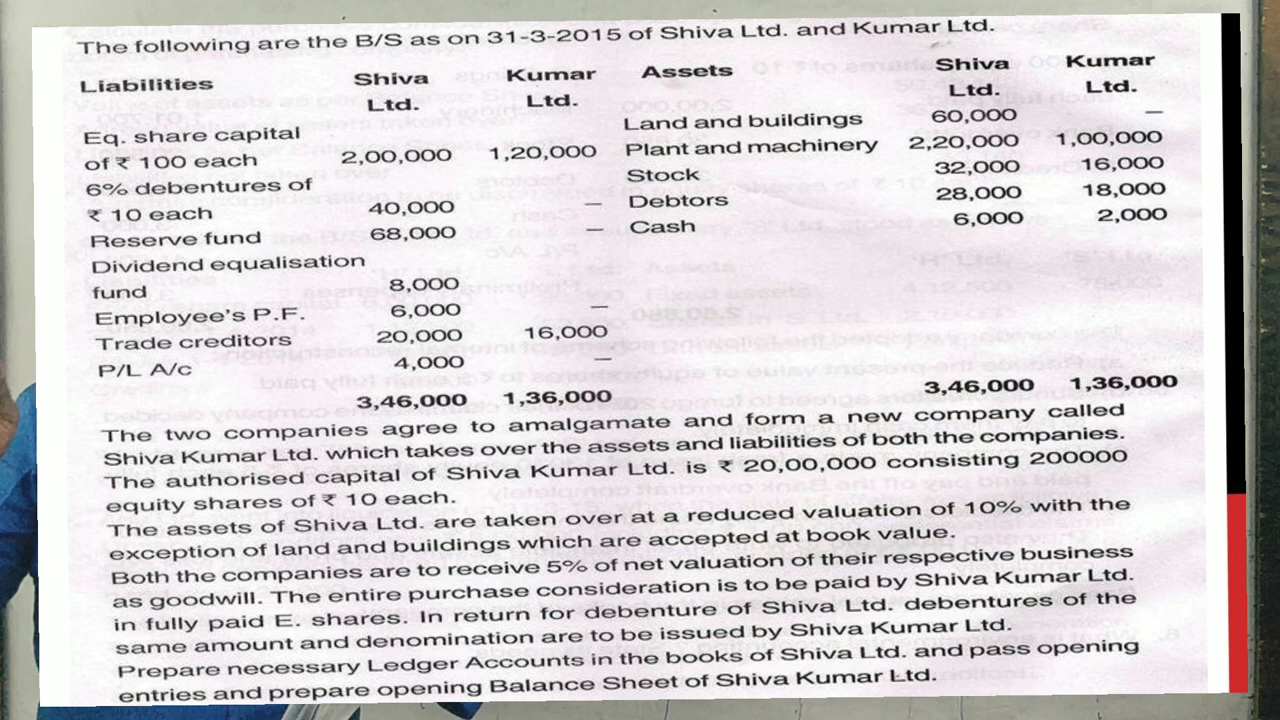 The following are the B/S as on 31-3-2015 of Shiva Ltd. and Kumar Ltd.
Liabilities Shiva Kumar Assets Shiva Kumar
Ltd. Ltd. Ltd. Ltd.
Eq. share capital Land and buildings 60,000 –
of ₹ 100 each 2,00,000 1,20,000 Plant and machinery 2,20,000 1,00,000
6% debentures of Stock 32,000 16,000
₹ 10 each 40,000 – Debtors 28,000 18,000
Reserve fund 68,000 – Cash 6,000 2,000
Dividend equalisation
fund 8,000
Employee's P.F. 6,000 –
Trade creditors 20,000 16,000
P/L A/c 4,000 –
3,46,000 1,36,000 3,46,000 1,36,000
The two companies agree to amalgamate and form a new company called
Shiva Kumar Ltd. which takes over the assets and liabilities of both the companies.
The authorised capital of Shiva Kumar Ltd. is ₹ 20,00,000 consisting 200000
equity shares of ₹ 10 each.
The assets of Shiva Ltd. are taken over at a reduced valuation of 10% with the
exception of land and buildings which are accepted at book value.
Both the companies are to receive 5% of net valuation of their respective business
as goodwill. The entire purchase consideration is to be paid by Shiva Kumar Ltd.
in fully paid E. shares. In return for debenture of Shiva Ltd. debentures of the
same amount and denomination are to be issued by Shiva Kumar Ltd.
Prepare necessary Ledger Accounts in the books of Shiva Ltd. and pass opening
entries and prepare opening Balance Sheet of Shiva Kumar Ltd.